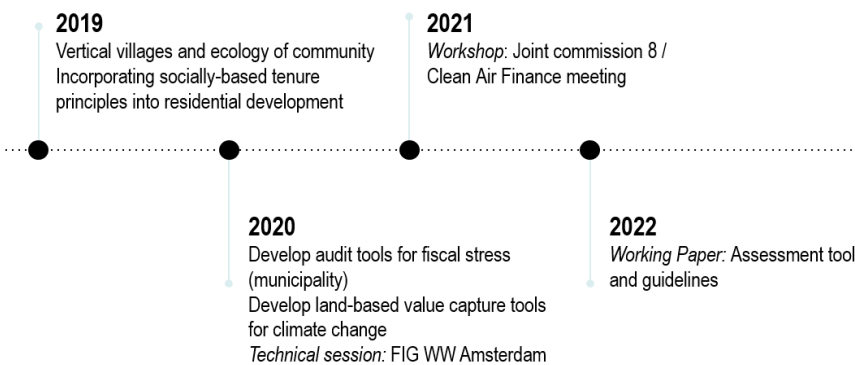 2019
Vertical villages and ecology of community
Incorporating socially-based tenure
principles into residential development
2021
Workshop: Joint commission 8 /
Clean Air Finance meeting
2020
Develop audit tools for fiscal stress
(municipality)
Develop land-based value capture tools
for climate change
Technical session: FIG WW Amsterdam
2022
Working Paper: Assessment tool
and guidelines